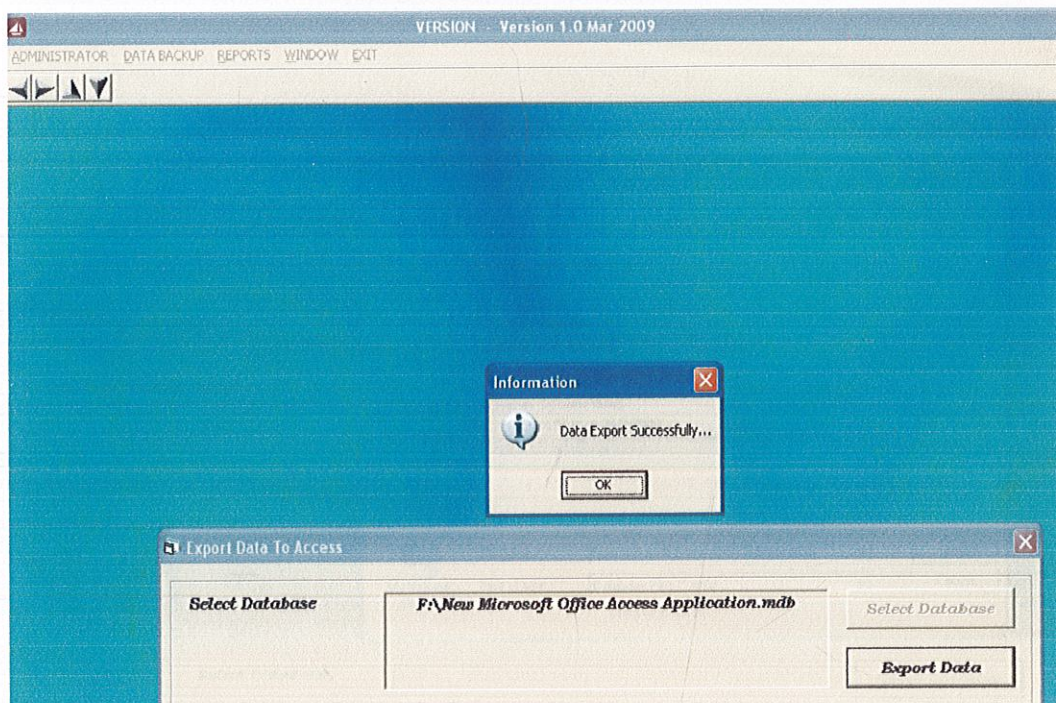 VERSION - Version 1.0 Mar 2009
ADMINISTRATOR DATA BACKUP REPORTS WINDOW EXIT
Information
Data Export Successfully...
OK
Export Data To Access
Select Database
F:\New Microsoft Office Access Application.mdb
Select Database
Export Data